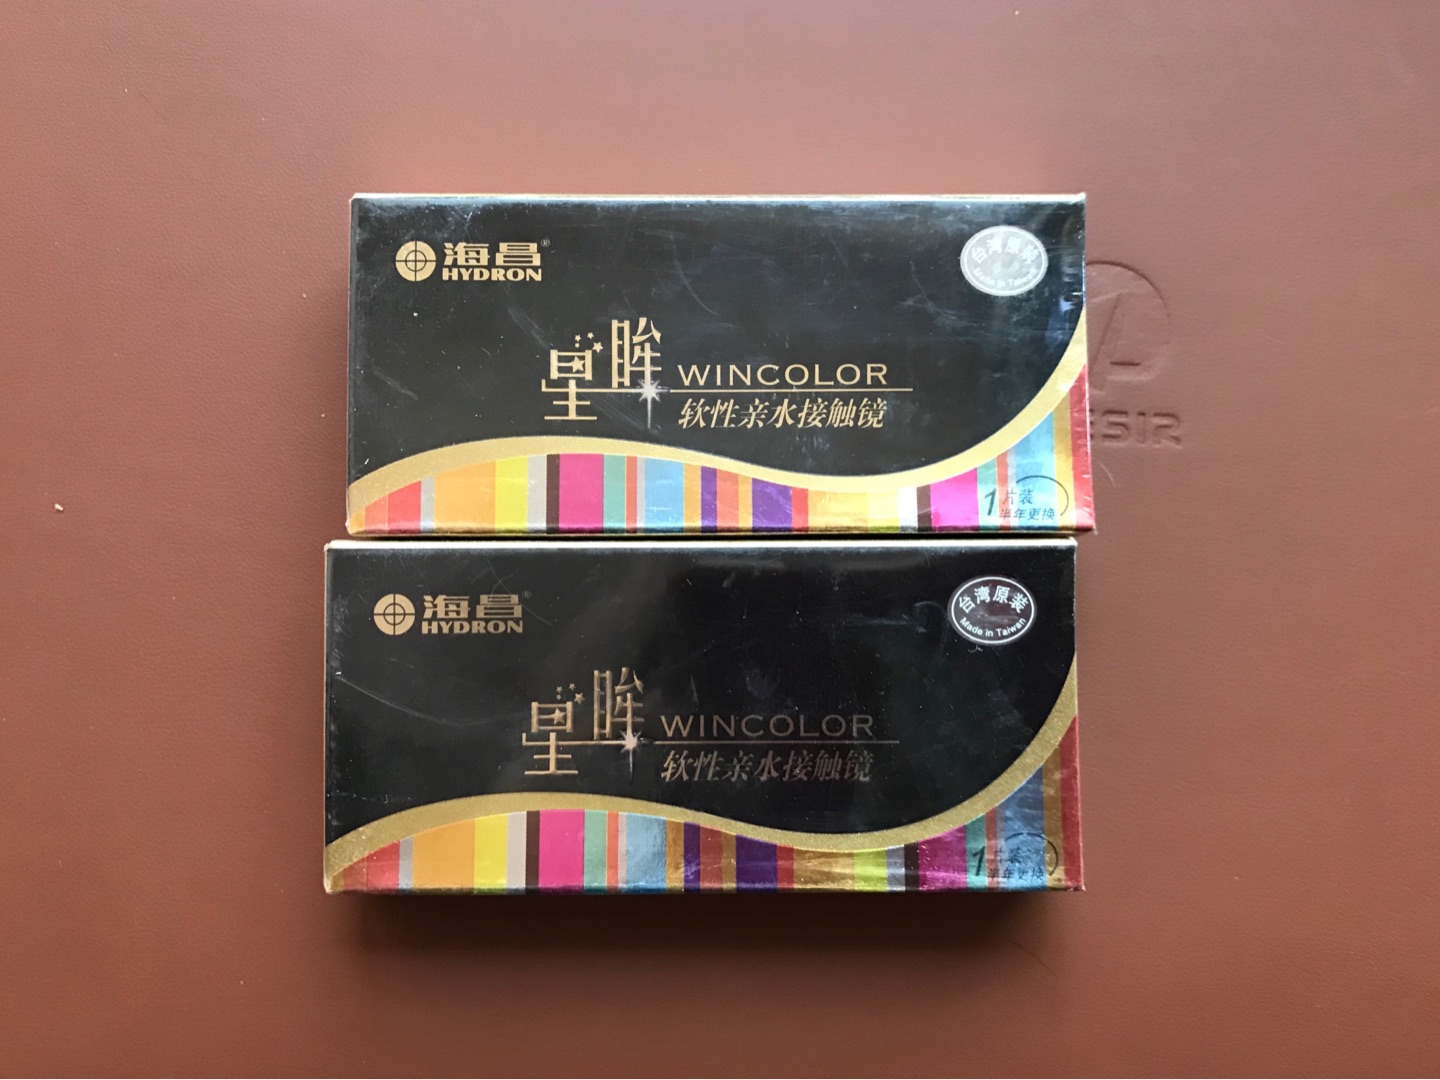 海昌®
HYDRON
台湾原装
Made in Taiwan
星眸 WINCOLOR
软性亲水接触镜
1片装
半年更换
海昌®
HYDRON
台湾原装
Made in Taiwan
星眸 WINCOLOR
软性亲水接触镜
1片装
半年更换